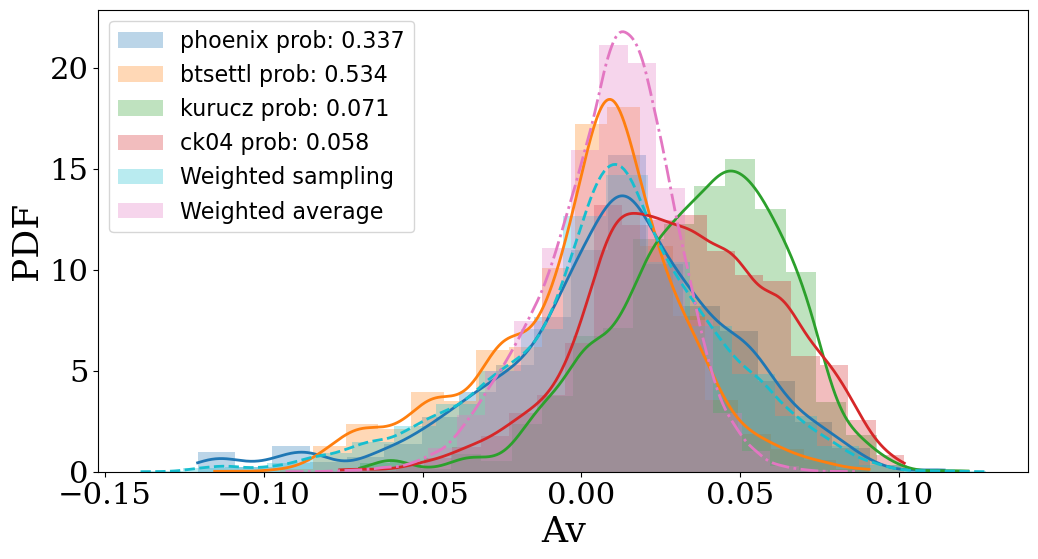 phoenix prob: 0.337
btsettl prob: 0.534
kurucz prob: 0.071
ck04 prob: 0.058
Weighted sampling
Weighted average
PDF
20
15
10
5
0
−0.15 −0.10 −0.05 0.00 0.05 0.10
Av